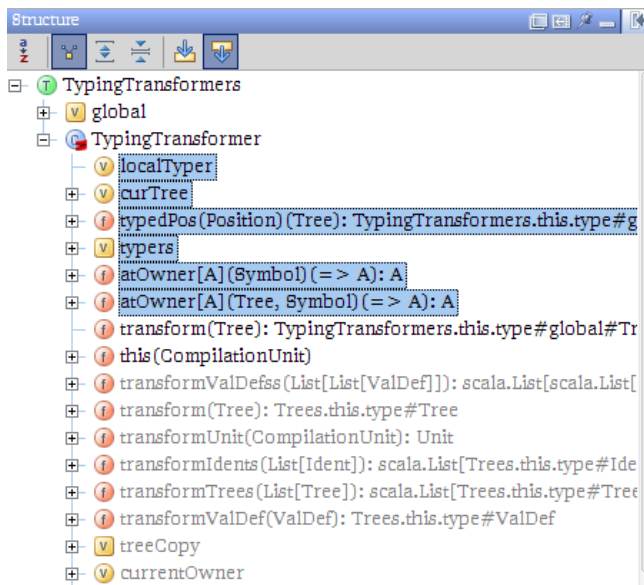 Structure
a
z
T TypingTransformers
V global
C TypingTransformer
V localTyper
V curTree
f typedPos(Position)(Tree): TypingTransformers.this.type#g
V typers
f atOwner[A](Symbol)(=> A): A
f atOwner[A](Tree, Symbol)(=> A): A
f transform(Tree): TypingTransformers.this.type#global#Tr
f this(CompilationUnit)
f transformValDefss(List[List[ValDef]]): scala.List[scala.List[
f transform(Tree): Trees.this.type#Tree
f transformUnit(CompilationUnit): Unit
f transformIdents(List[Ident]): scala.List[Trees.this.type#Ide
f transformTrees(List[Tree]): scala.List[Trees.this.type#Tree
f transformValDef(ValDef): Trees.this.type#ValDef
V treeCopy
V currentOwner